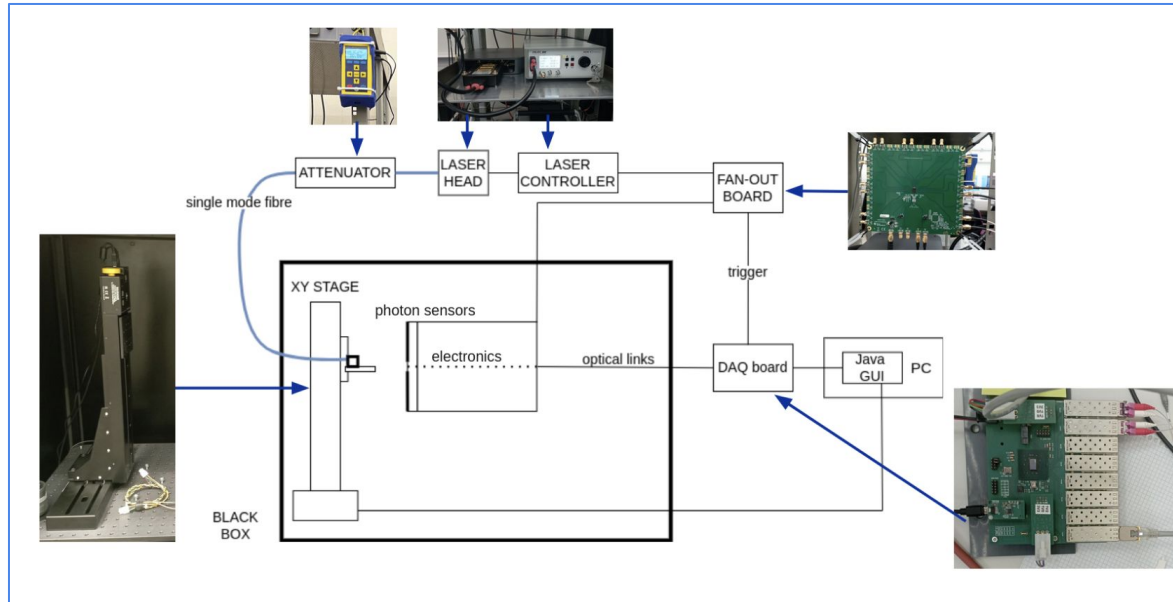 ATTENUATOR
LASER
HEAD
LASER
CONTROLLER
FAN-OUT
BOARD
single mode fibre
trigger
XY STAGE
photon sensors
electronics
optical links
DAQ board
Java
GUI
PC
BLACK
BOX